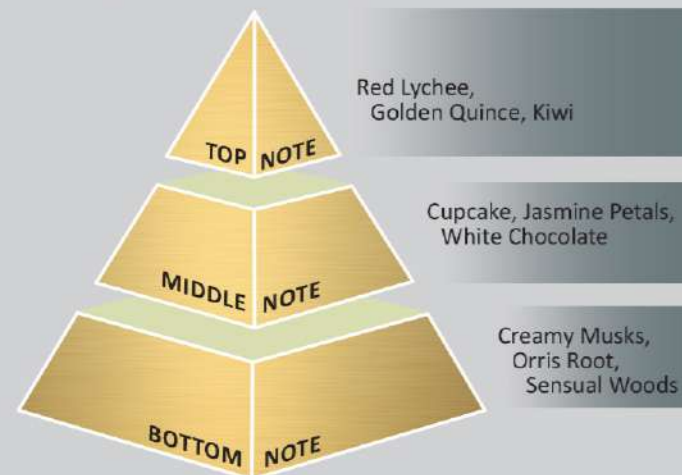 Red Lychee,
Golden Quince, Kiwi
TOP NOTE
Cupcake, Jasmine Petals,
White Chocolate
MIDDLE NOTE
Creamy Musks,
Orris Root,
Sensual Woods
BOTTOM NOTE